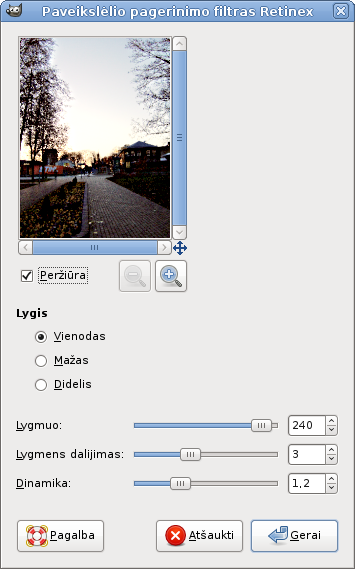 Paveikslėlio pagerinimo filtras Retinex
Peržiūra
Lygis
Vienodas
Mažas
Didelis
Lygmuo: 240
Lygmens dalijimas: 3
Dinamika: 1,2
Pagalba Atšaukti Gerai